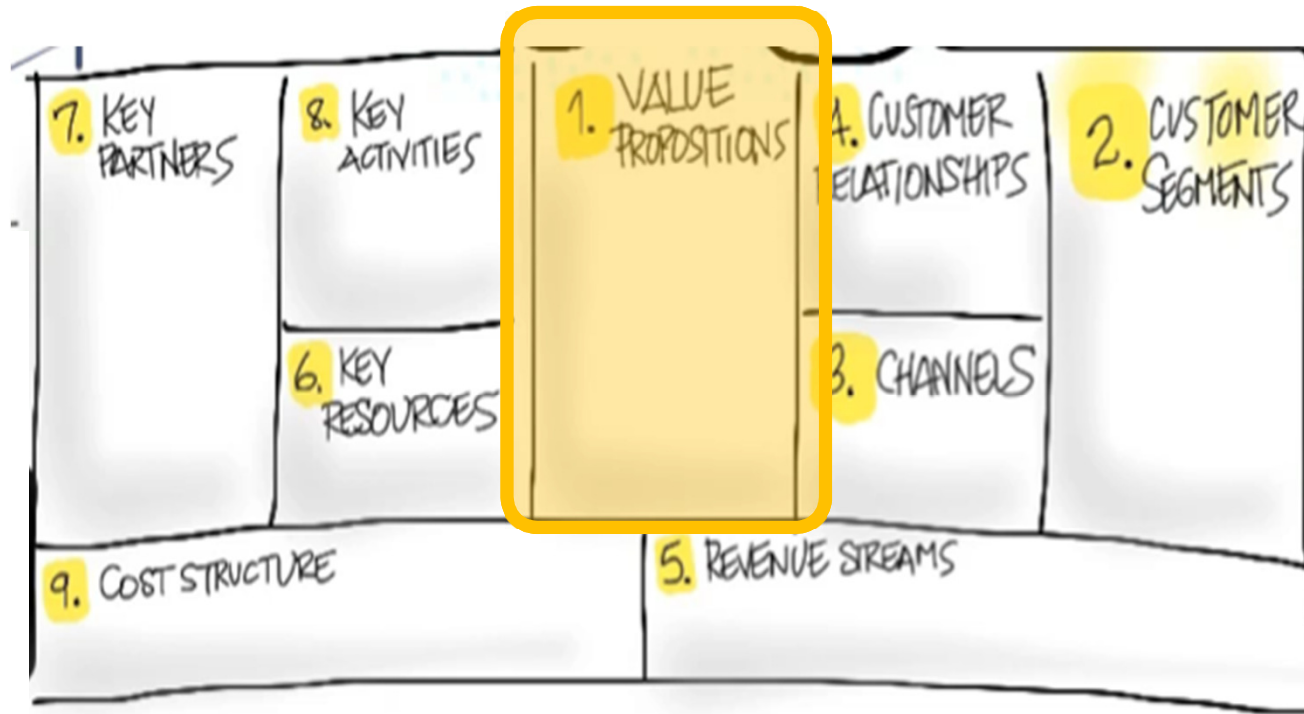 7. KEY
PARTNERS
8. KEY
ACTIVITIES
6. KEY
RESOURCES
1. VALUE
PROPOSITIONS
4. CUSTOMER
RELATIONSHIPS
3. CHANNELS
2. CUSTOMER
SEGMENTS
9. COST STRUCTURE
5. REVENUE STREAMS